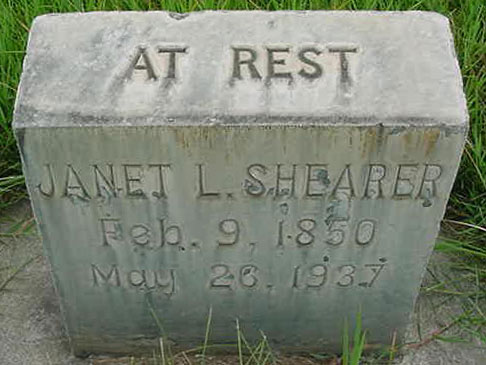 AT REST
JANET L. SHEARER
Feb. 9, 1850
May 26, 1937